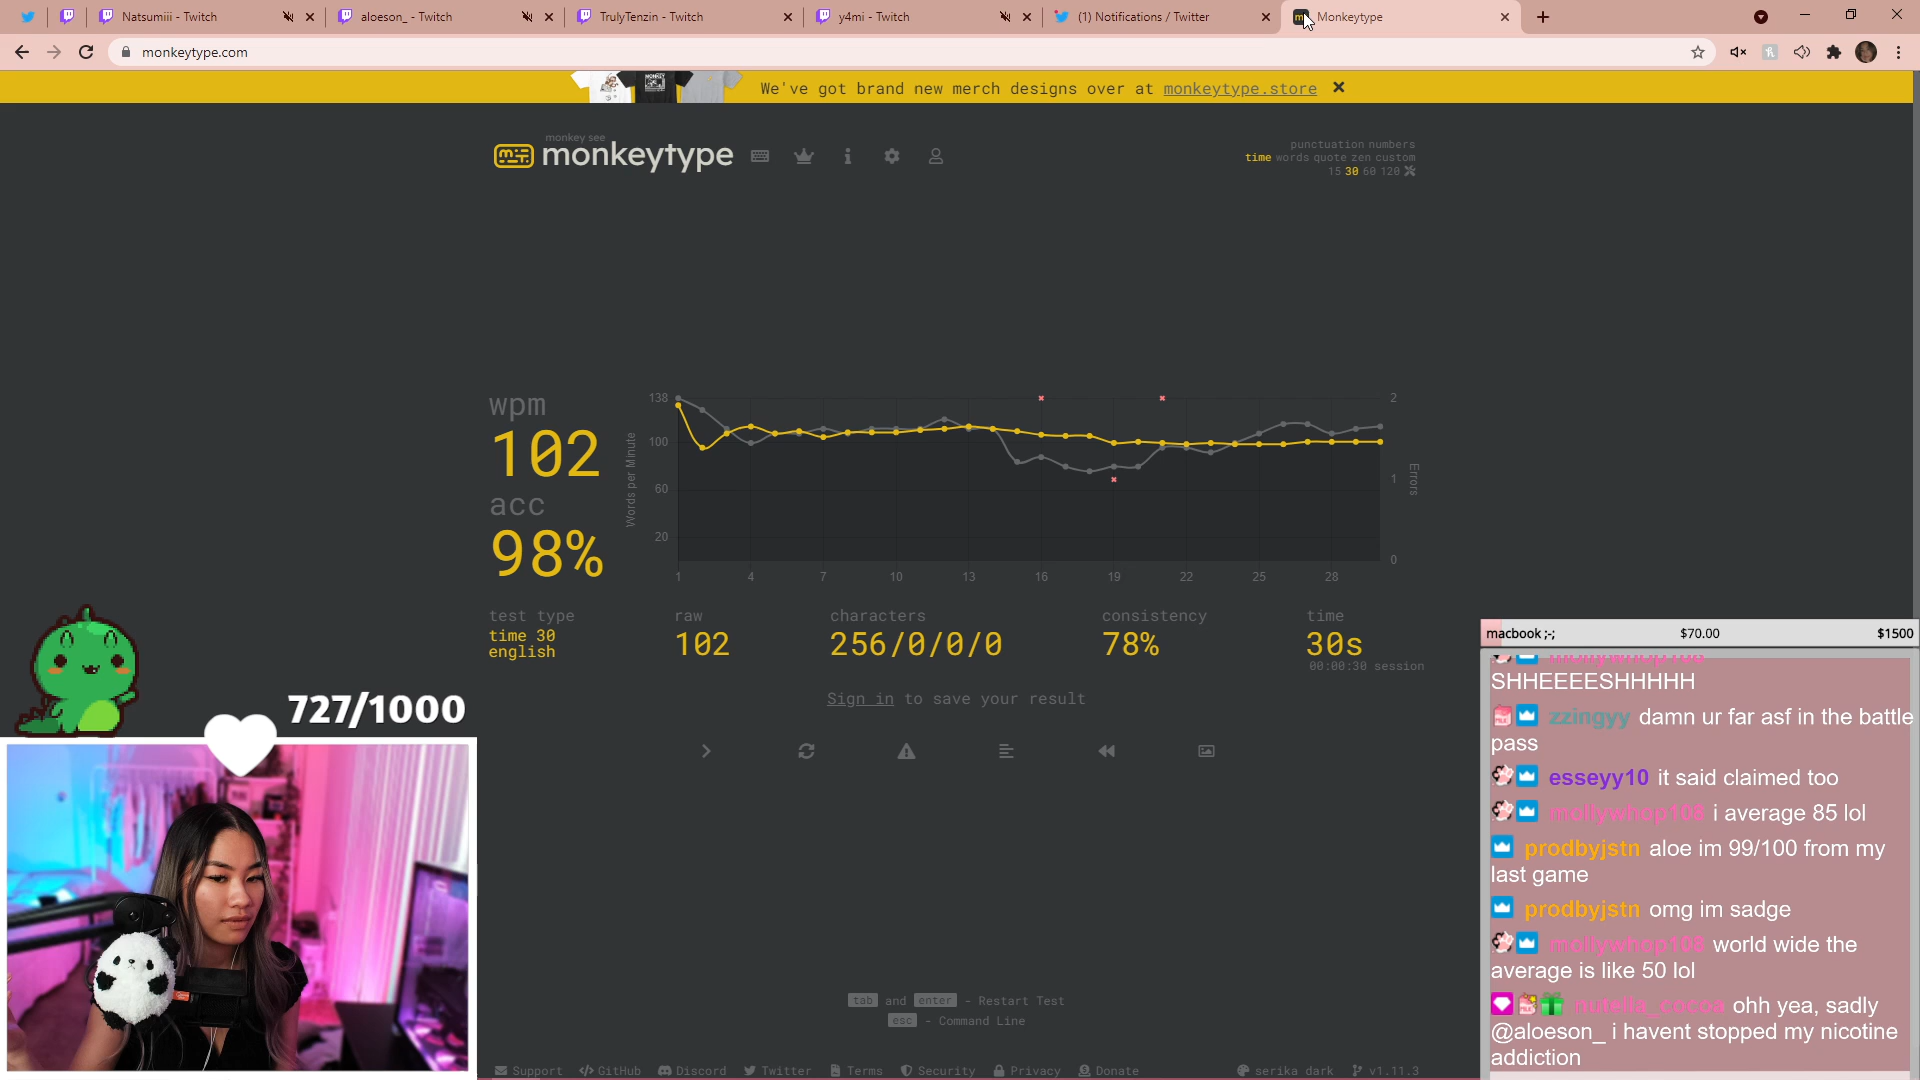 Natsumiii - Twitch
aloeson_ - Twitch
TrulyTenzin - Twitch
y4mi - Twitch
(1) Notifications / Twitter
Monkeytype
monkeytype.com
We've got brand new merch designs over at monkeytype.store
monkey see
monkeytype
punctuation numbers
time words quote zen custom
15 30 60 120
wpm
102
acc
98%
Words per Minute
138
100
60
20
2
1
0
Errors
1 4 7 10 13 16 19 22 25 28
test type
time 30
english
raw
102
characters
256/0/0/0
consistency
78%
time
30s
00:00:30 session
Sign in to save your result
tab and enter - Restart Test
esc - Command Line
Support GitHub Discord Twitter Terms Security Privacy Donate
serika dark v1.11.3
727/1000
macbook ;-; $70.00 $1500
mollywhop108
SHHEEEESHHHHH
zzingyy damn ur far asf in the battle
pass
esseyy10 it said claimed too
mollywhop108 i average 85 lol
prodbyjstn aloe im 99/100 from my
last game
prodbyjstn omg im sadge
mollywhop108 world wide the
average is like 50 lol
nutella_cocoa ohh yea, sadly
@aloeson_ i havent stopped my nicotine
addiction